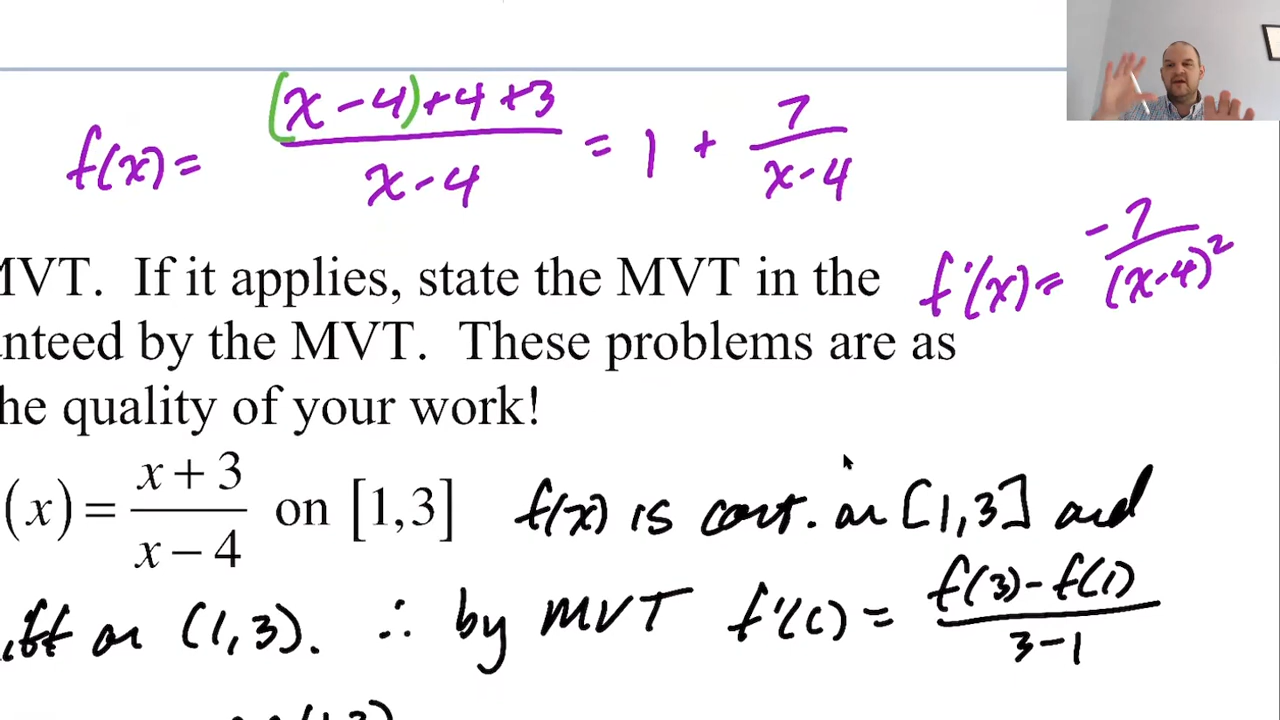 f(x) = ((x-4)+4+3)/(x-4) = 1 + 7/(x-4)
f'(x) = -7/(x-4)^2
MVT. If it applies, state the MVT in the
nteed by the MVT. These problems are as
he quality of your work!
(x) = (x+3)/(x-4) on [1,3] f(x) is cont. on [1,3] and
iff on (1,3). ∴ by MVT f'(c) = (f(3)-f(1))/(3-1)